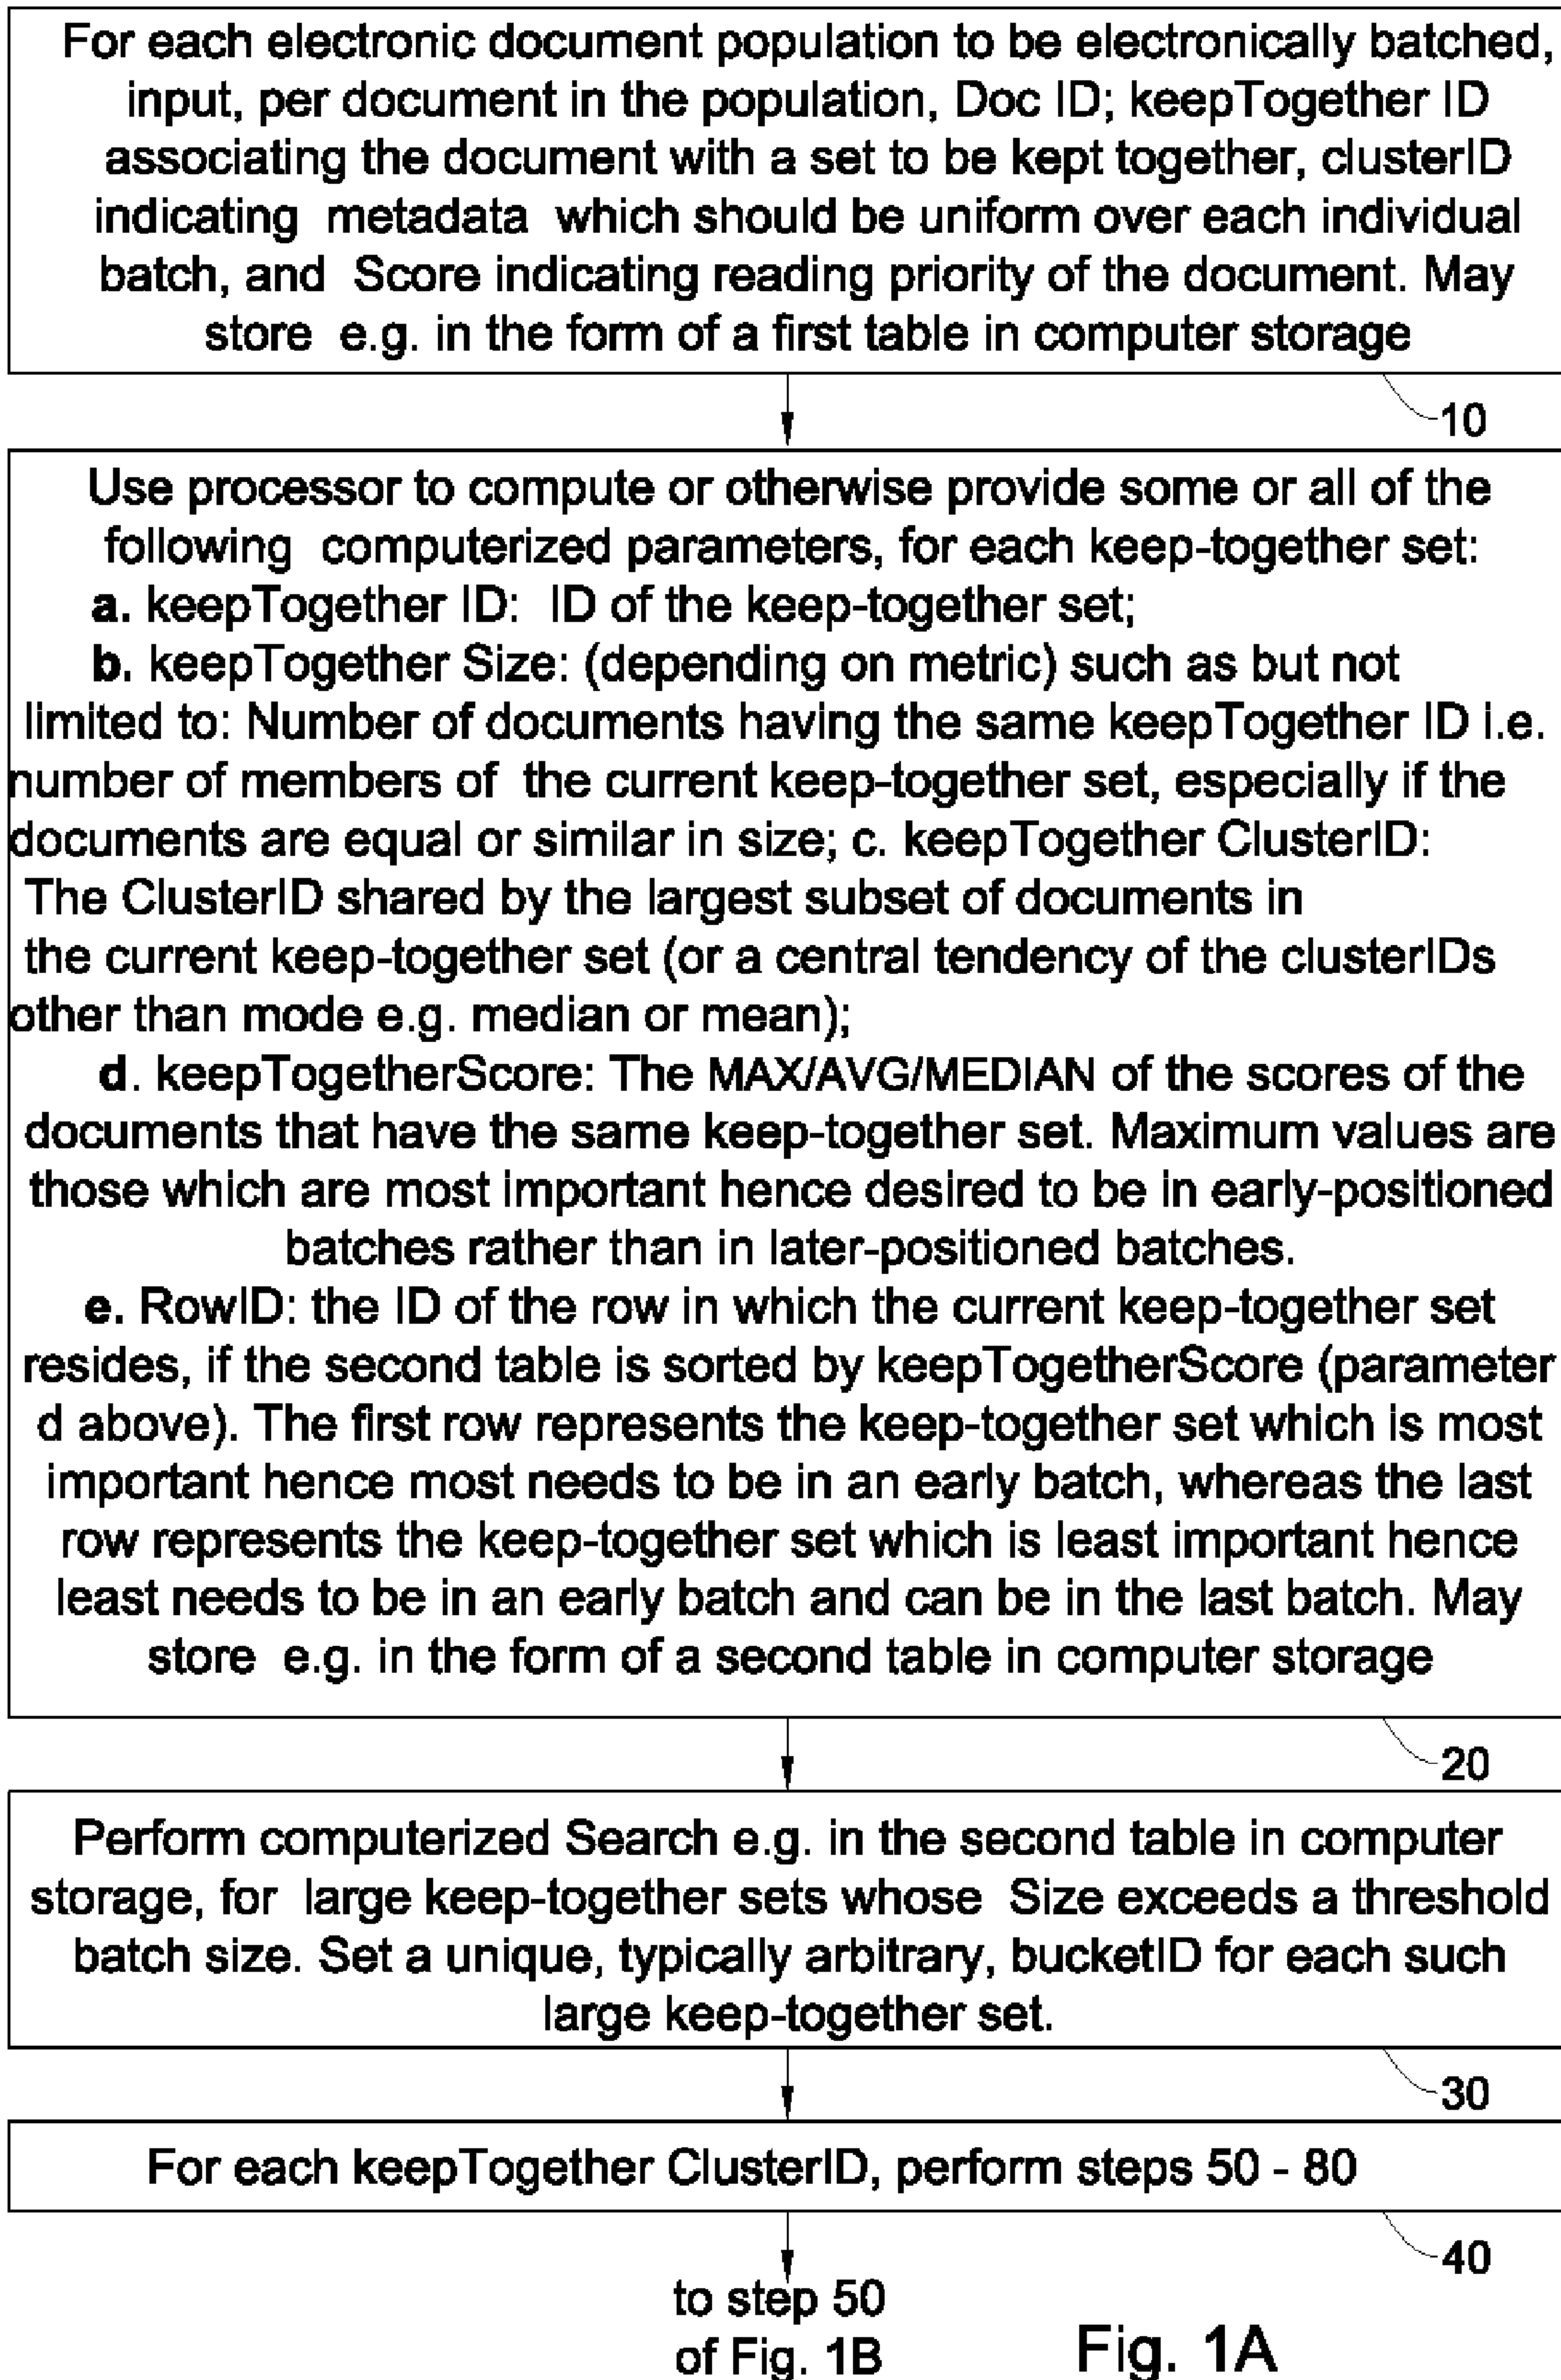 For each electronic document population to be electronically batched,
input, per document in the population, Doc ID; keepTogether ID
associating the document with a set to be kept together, clusterID
indicating metadata which should be uniform over each individual
batch, and Score indicating reading priority of the document. May
store e.g. in the form of a first table in computer storage
10
Use processor to compute or otherwise provide some or all of the
following computerized parameters, for each keep-together set:
a. keepTogether ID: ID of the keep-together set;
b. keepTogether Size: (depending on metric) such as but not
limited to: Number of documents having the same keepTogether ID i.e.
number of members of the current keep-together set, especially if the
documents are equal or similar in size; c. keepTogether ClusterID:
The ClusterID shared by the largest subset of documents in
the current keep-together set (or a central tendency of the clusterIDs
other than mode e.g. median or mean);
d. keepTogetherScore: The MAX/AVG/MEDIAN of the scores of the
documents that have the same keep-together set. Maximum values are
those which are most important hence desired to be in early-positioned
batches rather than in later-positioned batches.
e. RowID: the ID of the row in which the current keep-together set
resides, if the second table is sorted by keepTogetherScore (parameter
d above). The first row represents the keep-together set which is most
important hence most needs to be in an early batch, whereas the last
row represents the keep-together set which is least important hence
least needs to be in an early batch and can be in the last batch. May
store e.g. in the form of a second table in computer storage
20
Perform computerized Search e.g. in the second table in computer
storage, for large keep-together sets whose Size exceeds a threshold
batch size. Set a unique, typically arbitrary, bucketID for each such
large keep-together set.
30
For each keepTogether ClusterID, perform steps 50 - 80
40
to step 50
of Fig. 1B
Fig. 1A